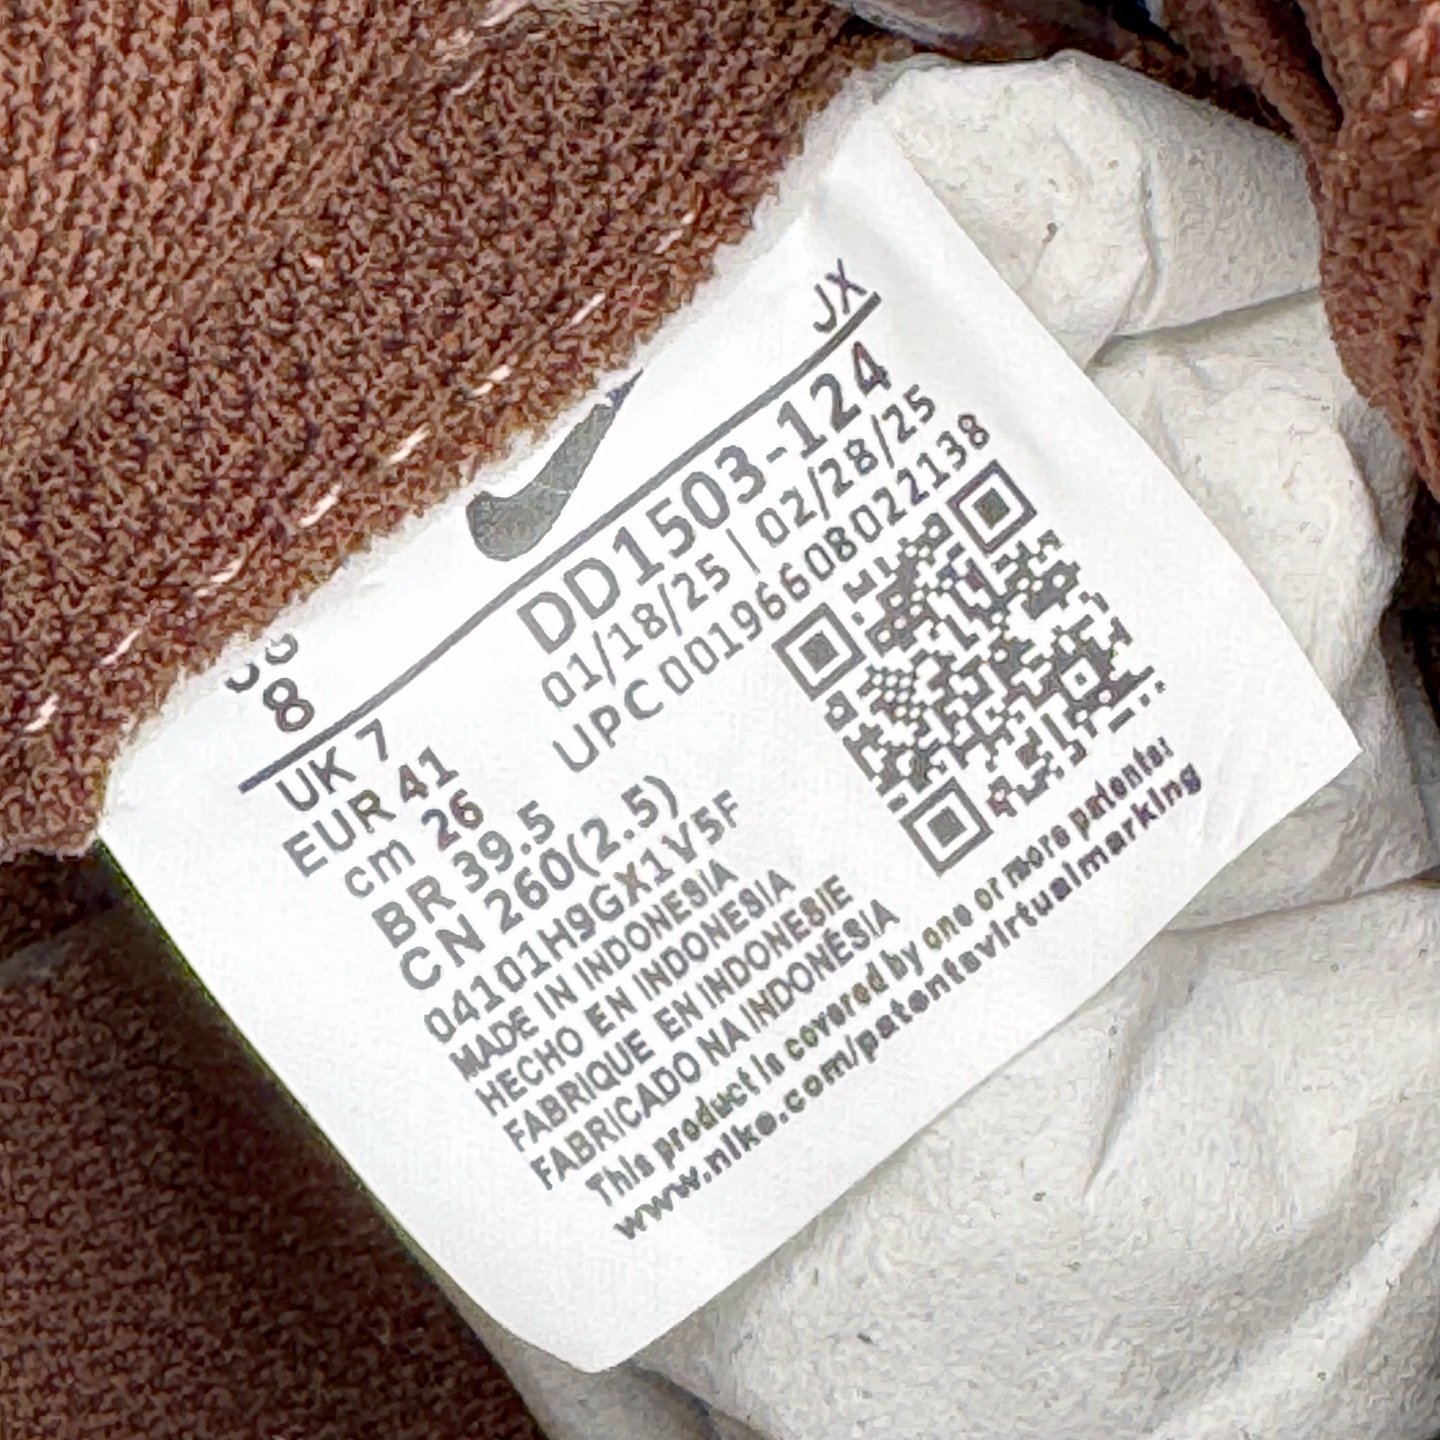 JX
8
DD1503-124
01/18/25 | 02/28/25
UPC 00196608022138
UK 7
EUR 41
cm 26
BR 39.5
CN 260(2.5)
04101H9GX1V5F
MADE IN INDONESIA
HECHO EN INDONESIA
FABRIQUE EN INDONESIE
FABRICADO NA INDONÉSIA
This product is covered by one or more patents:
www.nike.com/patentsvirtualmarking